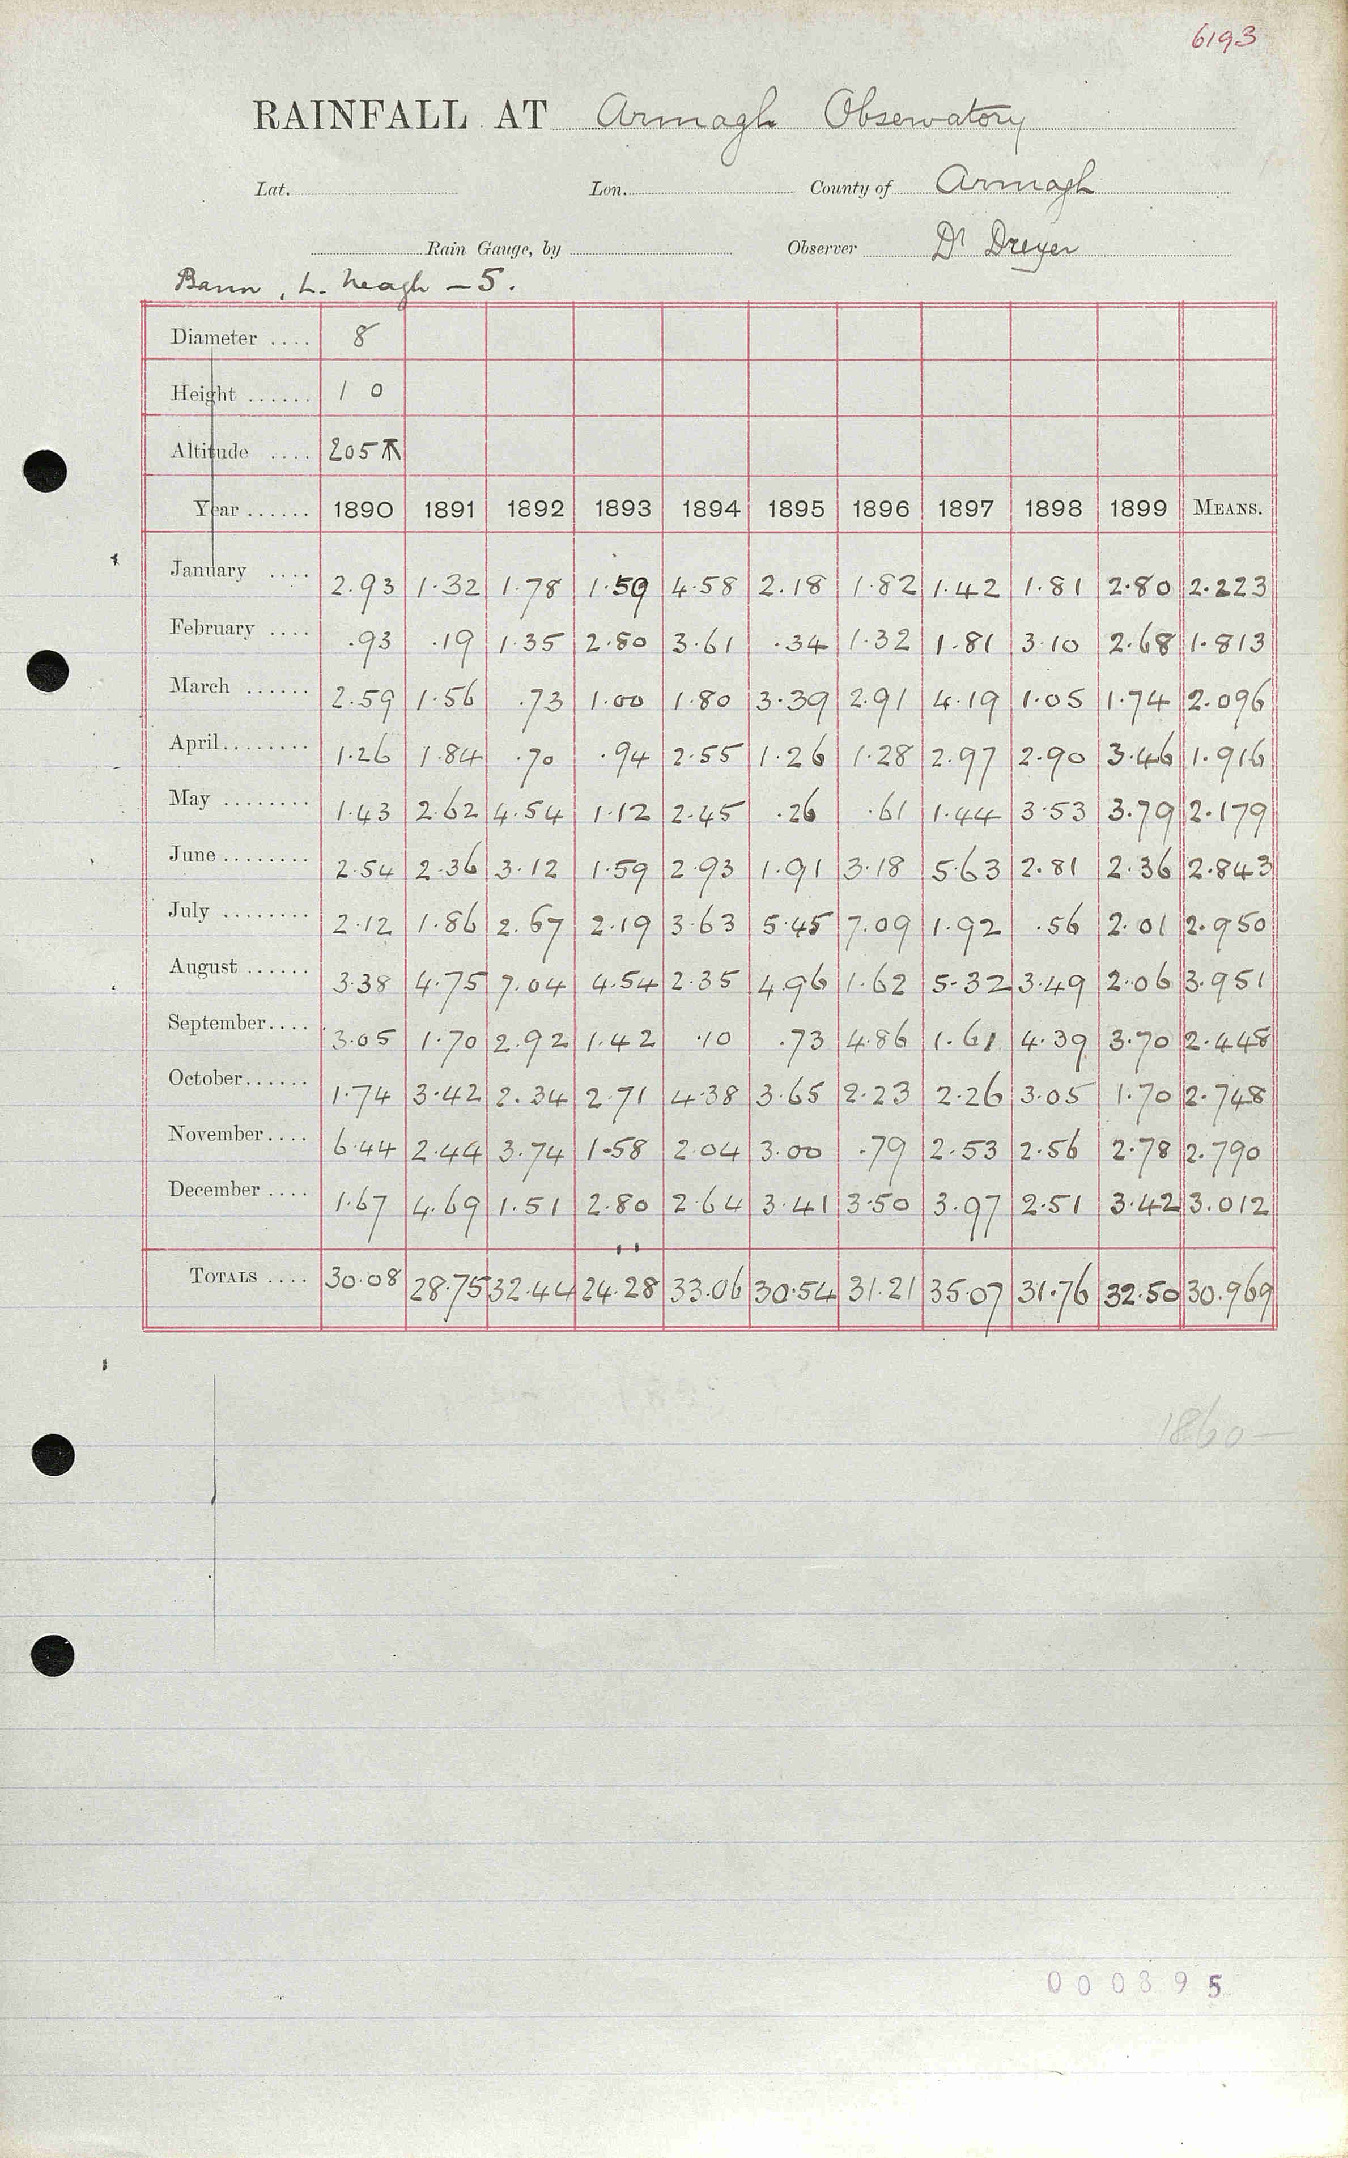 6193
RAINFALL AT Armagh Observatory
Lat. Lon. County of Armagh
Rain Gauge, by Observer Dr Dreyer
Bann, L. Neagh - 5.
Diameter .... 8
Height ...... 1 0
Altitude .... 205
Year ...... 1890 1891 1892 1893 1894 1895 1896 1897 1898 1899 MEANS.
January .... 2.93 1.32 1.78 1.59 4.58 2.18 1.82 1.42 1.81 2.80 2.223
February .... .93 .19 1.35 2.80 3.61 .34 1.32 1.81 3.10 2.68 1.813
March ...... 2.59 1.56 .73 1.00 1.80 3.39 2.91 4.19 1.05 1.74 2.096
April........ 1.26 1.84 .70 .94 2.55 1.26 1.28 2.97 2.90 3.46 1.916
May ........ 1.43 2.62 4.54 1.12 2.45 .26 .61 1.44 3.53 3.79 2.179
June ........ 2.54 2.36 3.12 1.59 2.93 1.91 3.18 5.63 2.81 2.36 2.843
July ........ 2.12 1.86 2.67 2.19 3.63 5.45 7.09 1.92 .56 2.01 2.950
August ...... 3.38 4.75 7.04 4.54 2.35 4.96 1.62 5.32 3.49 2.06 3.951
September.... 3.05 1.70 2.92 1.42 .10 .73 4.86 1.61 4.39 3.70 2.448
October...... 1.74 3.42 2.34 2.71 4.38 3.65 2.23 2.26 3.05 1.70 2.748
November.... 6.44 2.44 3.74 1.58 2.04 3.00 .79 2.53 2.56 2.78 2.790
December .... 1.67 4.69 1.51 2.80 2.64 3.41 3.50 3.97 2.51 3.42 3.012
TOTALS .... 30.08 28.75 32.44 24.28 33.06 30.54 31.21 35.07 31.76 32.50 30.969
1860-
000395